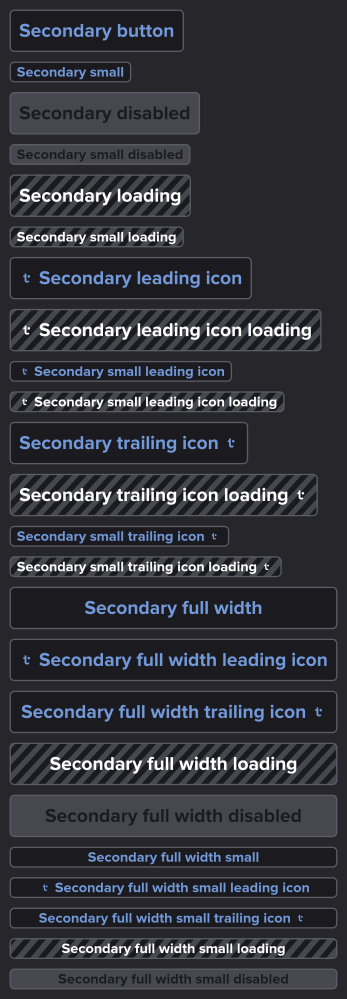 Secondary button
Secondary small
Secondary disabled
Secondary small disabled
Secondary loading
Secondary small loading
Secondary leading icon
Secondary leading icon loading
Secondary small leading icon
Secondary small leading icon loading
Secondary trailing icon
Secondary trailing icon loading
Secondary small trailing icon
Secondary small trailing icon loading
Secondary full width
Secondary full width leading icon
Secondary full width trailing icon
Secondary full width loading
Secondary full width disabled
Secondary full width small
Secondary full width small leading icon
Secondary full width small trailing icon
Secondary full width small loading
Secondary full width small disabled